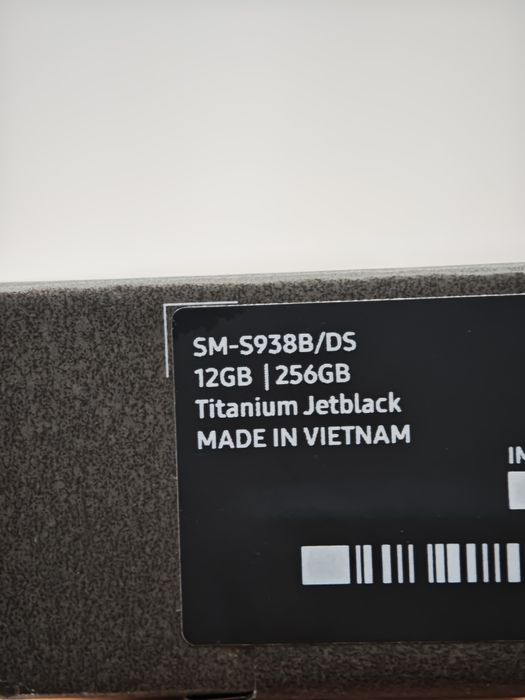 SM-S938B/DS
12GB | 256GB
Titanium Jetblack
MADE IN VIETNAM